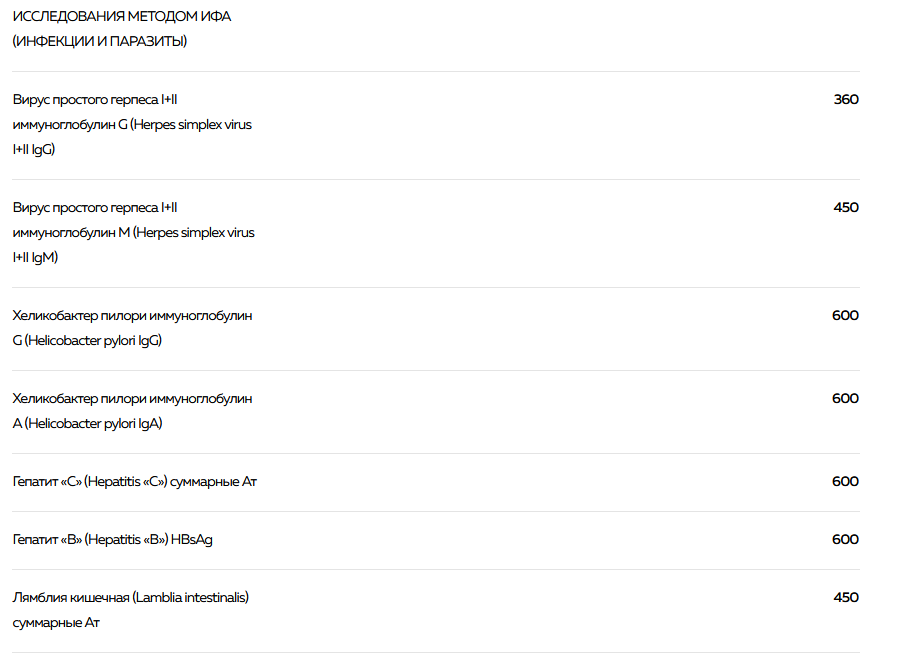 ИССЛЕДОВАНИЯ МЕТОДОМ ИФА
(ИНФЕКЦИИ И ПАРАЗИТЫ)
Вирус простого герпеса I+II 360
иммуноглобулин G (Herpes simplex virus
I+II IgG)
Вирус простого герпеса I+II 450
иммуноглобулин M (Herpes simplex virus
I+II IgM)
Хеликобактер пилори иммуноглобулин 600
G (Helicobacter pylori IgG)
Хеликобактер пилори иммуноглобулин 600
A (Helicobacter pylori IgA)
Гепатит «С» (Hepatitis «C») суммарные Ат 600
Гепатит «В» (Hepatitis «B») HBsAg 600
Лямблия кишечная (Lamblia intestinalis) 450
суммарные Ат